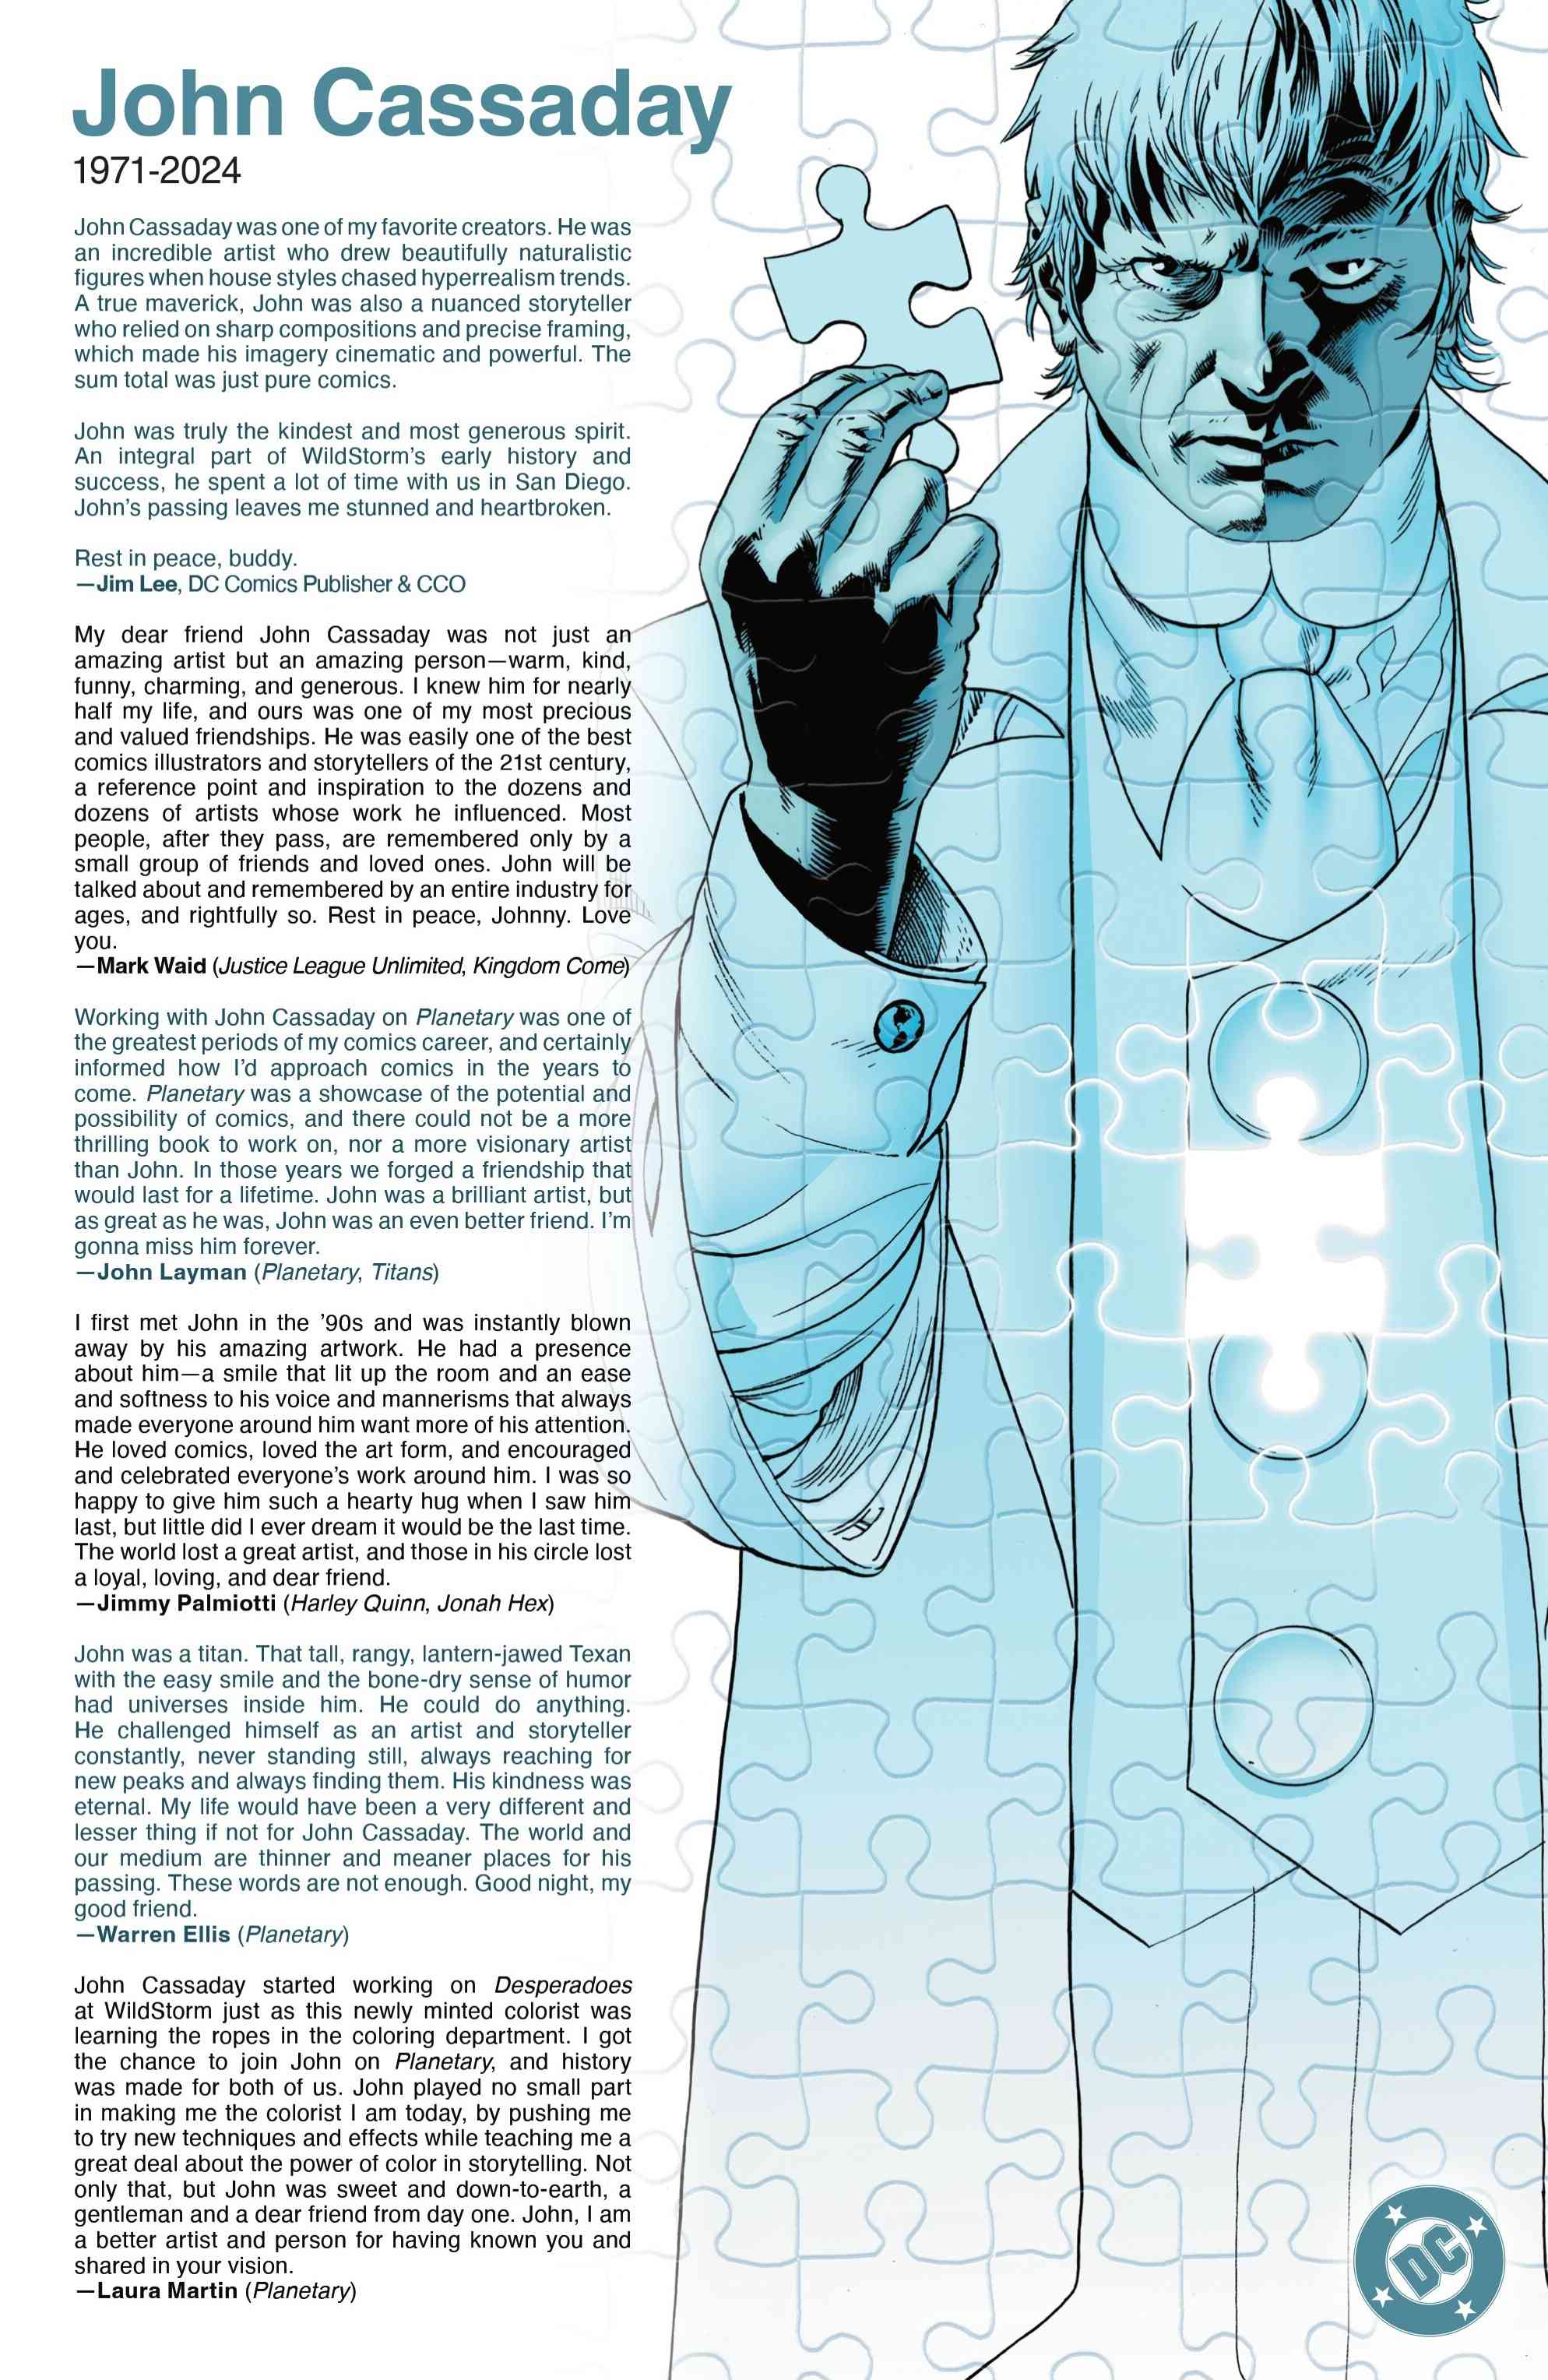 John Cassaday
1971-2024
John Cassaday was one of my favorite creators. He was
an incredible artist who drew beautifully naturalistic
figures when house styles chased hyperrealism trends.
A true maverick, John was also a nuanced storyteller
who relied on sharp compositions and precise framing,
which made his imagery cinematic and powerful. The
sum total was just pure comics.
John was truly the kindest and most generous spirit.
An integral part of WildStorm’s early history and
success, he spent a lot of time with us in San Diego.
John’s passing leaves me stunned and heartbroken.
Rest in peace, buddy.
—Jim Lee, DC Comics Publisher & CCO
My dear friend John Cassaday was not just an
amazing artist but an amazing person—warm, kind,
funny, charming, and generous. I knew him for nearly
half my life, and ours was one of my most precious
and valued friendships. He was easily one of the best
comics illustrators and storytellers of the 21st century,
a reference point and inspiration to the dozens and
dozens of artists whose work he influenced. Most
people, after they pass, are remembered only by a
small group of friends and loved ones. John will be
talked about and remembered by an entire industry for
ages, and rightfully so. Rest in peace, Johnny. Love
you.
—Mark Waid (Justice League Unlimited, Kingdom Come)
Working with John Cassaday on Planetary was one of
the greatest periods of my comics career, and certainly
informed how I’d approach comics in the years to
come. Planetary was a showcase of the potential and
possibility of comics, and there could not be a more
thrilling book to work on, nor a more visionary artist
than John. In those years we forged a friendship that
would last for a lifetime. John was a brilliant artist, but
as great as he was, John was an even better friend. I’m
gonna miss him forever.
—John Layman (Planetary, Titans)
I first met John in the ’90s and was instantly blown
away by his amazing artwork. He had a presence
about him—a smile that lit up the room and an ease
and softness to his voice and mannerisms that always
made everyone around him want more of his attention.
He loved comics, loved the art form, and encouraged
and celebrated everyone’s work around him. I was so
happy to give him such a hearty hug when I saw him
last, but little did I ever dream it would be the last time.
The world lost a great artist, and those in his circle lost
a loyal, loving, and dear friend.
—Jimmy Palmiotti (Harley Quinn, Jonah Hex)
John was a titan. That tall, rangy, lantern-jawed Texan
with the easy smile and the bone-dry sense of humor
had universes inside him. He could do anything.
He challenged himself as an artist and storyteller
constantly, never standing still, always reaching for
new peaks and always finding them. His kindness was
eternal. My life would have been a very different and
lesser thing if not for John Cassaday. The world and
our medium are thinner and meaner places for his
passing. These words are not enough. Good night, my
good friend.
—Warren Ellis (Planetary)
John Cassaday started working on Desperadoes
at WildStorm just as this newly minted colorist was
learning the ropes in the coloring department. I got
the chance to join John on Planetary, and history
was made for both of us. John played no small part
in making me the colorist I am today, by pushing me
to try new techniques and effects while teaching me a
great deal about the power of color in storytelling. Not
only that, but John was sweet and down-to-earth, a
gentleman and a dear friend from day one. John, I am
a better artist and person for having known you and
shared in your vision.
—Laura Martin (Planetary)
DC